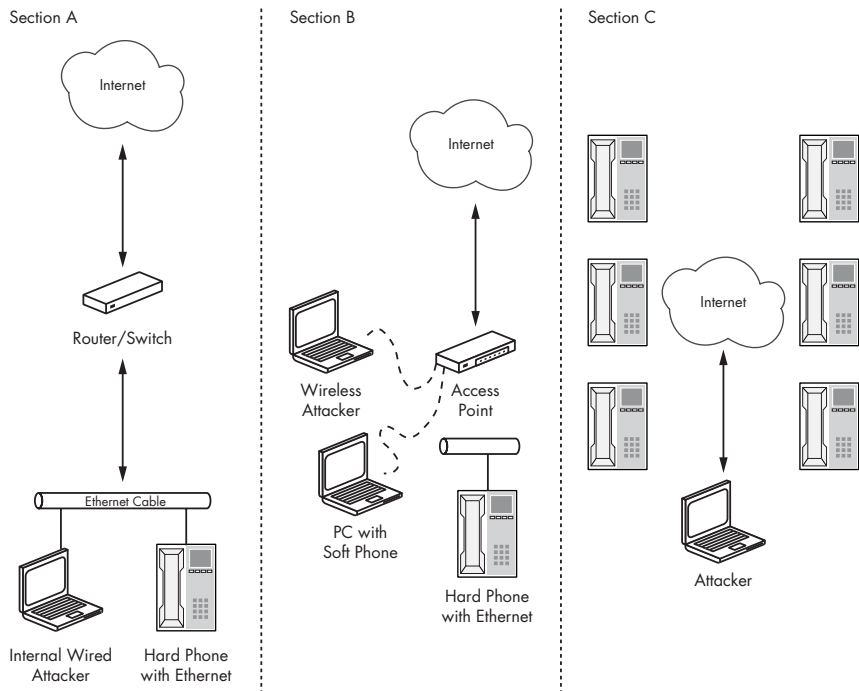 Section A
Internet
Router/Switch
Ethernet Cable
Internal Wired
Attacker
Hard Phone
with Ethernet
Section B
Internet
Wireless
Attacker
Access
Point
PC with
Soft Phone
Hard Phone
with Ethernet
Section C
Internet
Attacker